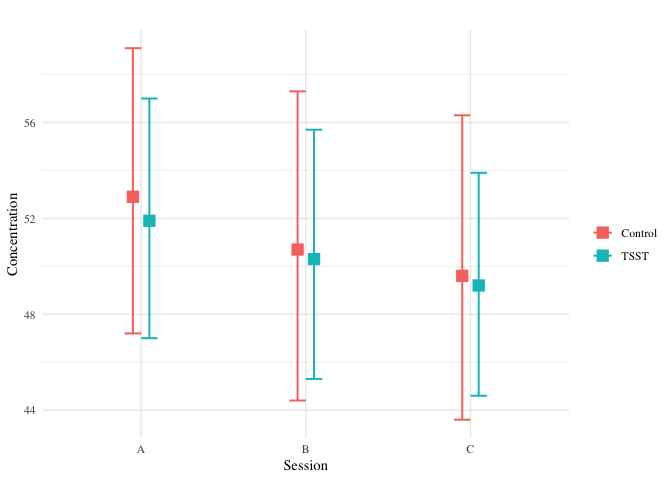 56
52
48
44
Concentration
A B C
Session
Control
TSST